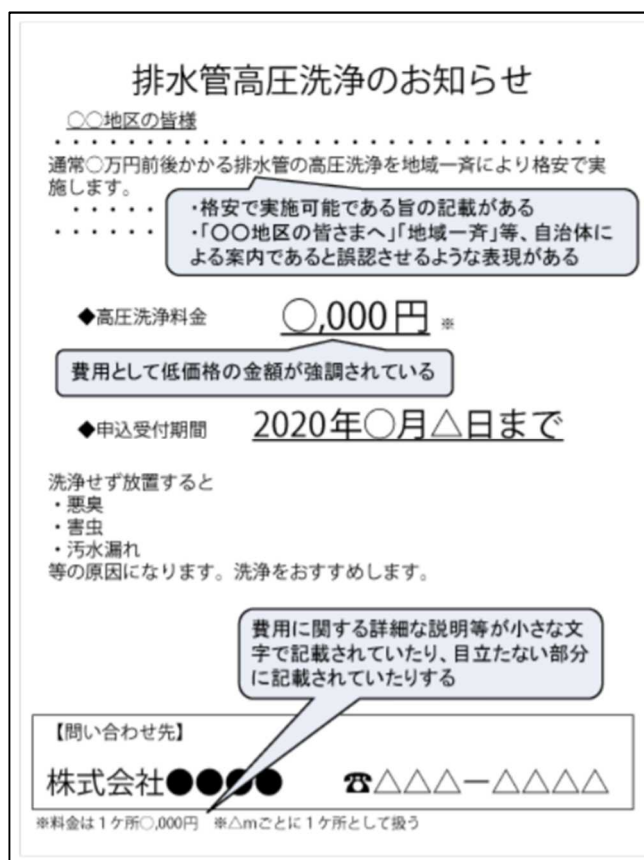 排水管高圧洗浄のお知らせ
○○地区の皆様
・・・・・・・・・・・・・・・・・・・・・・・・・・・・
通常○万円前後かかる排水管の高圧洗浄を地域一斉により格安で実
施します。
・・・・・
・・・・・・
・格安で実施可能である旨の記載がある
・「〇〇地区の皆さまへ」「地域一斉」等、自治体に
よる案内であると誤認させるような表現がある
◆高圧洗浄料金 ○,000円 ※
費用として低価格の金額が強調されている
◆申込受付期間 2020年○月△日まで
洗浄せず放置すると
・悪臭
・害虫
・汚水漏れ
等の原因になります。洗浄をおすすめします。
費用に関する詳細な説明等が小さな文
字で記載されていたり、目立たない部分
に記載されていたりする
【問い合わせ先】
株式会社●●●● ☎△△△ー△△△△
※料金は1ケ所○,000円 ※△mごとに1ケ所として扱う